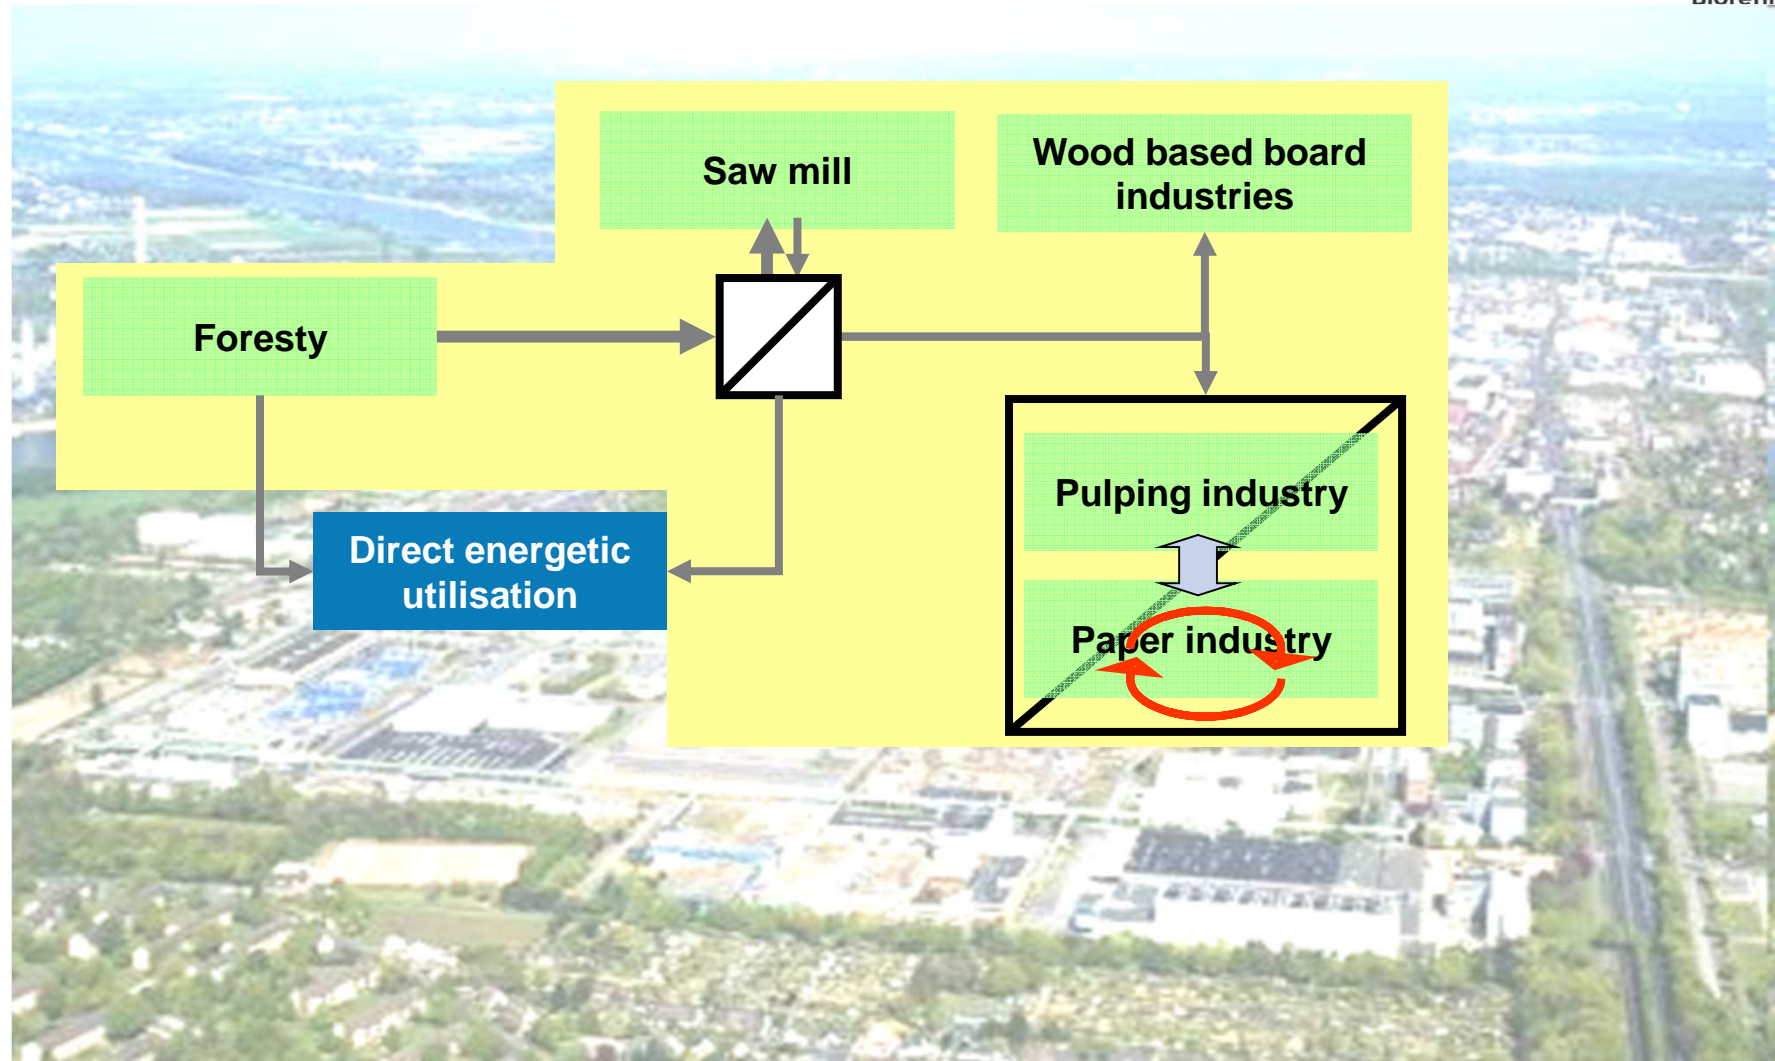 Saw mill
Wood based board
industries
Foresty
Pulping industry
Direct energetic
utilisation
Paper industry